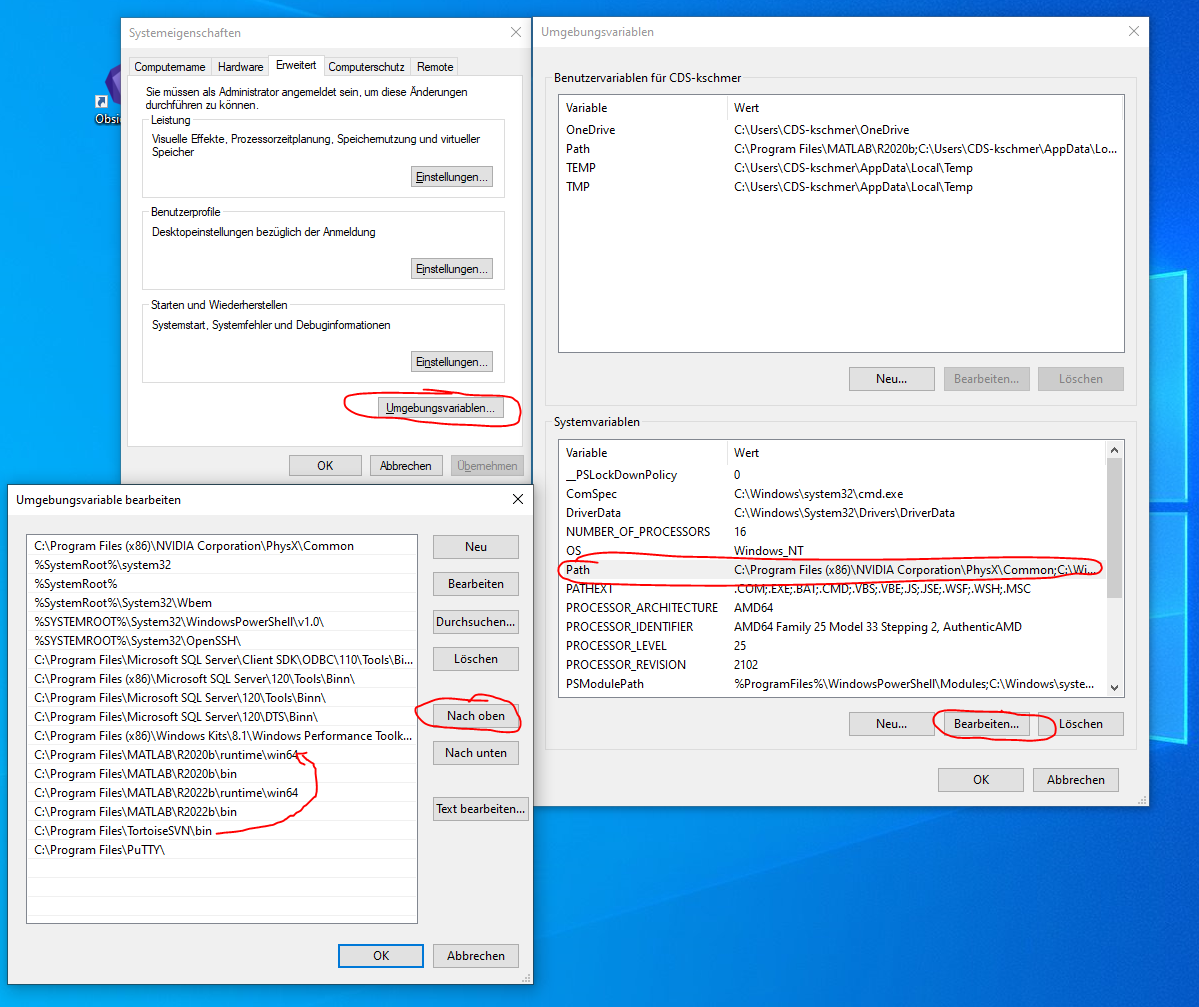 Obsi
Systemeigenschaften
Computername
Hardware
Erweitert
Computerschutz
Remote
Sie müssen als Administrator angemeldet sein, um diese Änderungen
durchführen zu können.
Leistung
Visuelle Effekte, Prozessorzeitplanung, Speichernutzung und virtueller
Speicher
Einstellungen...
Benutzerprofile
Desktopeinstellungen bezüglich der Anmeldung
Einstellungen...
Starten und Wiederherstellen
Systemstart, Systemfehler und Debuginformationen
Einstellungen...
Umgebungsvariablen...
OK
Abbrechen
Übernehmen
Umgebungsvariablen
Benutzervariablen für CDS-kschmer
Variable Wert
OneDrive C:\Users\CDS-kschmer\OneDrive
Path C:\Program Files\MATLAB\R2020b;C:\Users\CDS-kschmer\AppData\Lo...
TEMP C:\Users\CDS-kschmer\AppData\Local\Temp
TMP C:\Users\CDS-kschmer\AppData\Local\Temp
Neu...
Bearbeiten...
Löschen
Systemvariablen
Variable Wert
__PSLockDownPolicy 0
ComSpec C:\Windows\system32\cmd.exe
DriverData C:\Windows\System32\Drivers\DriverData
NUMBER_OF_PROCESSORS 16
OS Windows_NT
Path C:\Program Files (x86)\NVIDIA Corporation\PhysX\Common;C:\Wi...
PATHEXT .COM;.EXE;.BAT;.CMD;.VBS;.VBE;.JS;.JSE;.WSF;.WSH;.MSC
PROCESSOR_ARCHITECTURE AMD64
PROCESSOR_IDENTIFIER AMD64 Family 25 Model 33 Stepping 2, AuthenticAMD
PROCESSOR_LEVEL 25
PROCESSOR_REVISION 2102
PSModulePath %ProgramFiles%\WindowsPowerShell\Modules;C:\Windows\syste...
Neu...
Bearbeiten...
Löschen
OK
Abbrechen
Umgebungsvariable bearbeiten
C:\Program Files (x86)\NVIDIA Corporation\PhysX\Common
%SystemRoot%\system32
%SystemRoot%
%SystemRoot%\System32\Wbem
%SYSTEMROOT%\System32\WindowsPowerShell\v1.0\
%SYSTEMROOT%\System32\OpenSSH\
C:\Program Files\Microsoft SQL Server\Client SDK\ODBC\110\Tools\Bi...
C:\Program Files (x86)\Microsoft SQL Server\120\Tools\Binn\
C:\Program Files\Microsoft SQL Server\120\Tools\Binn\
C:\Program Files\Microsoft SQL Server\120\DTS\Binn\
C:\Program Files (x86)\Windows Kits\8.1\Windows Performance Toolk...
C:\Program Files\MATLAB\R2020b\runtime\win64
C:\Program Files\MATLAB\R2020b\bin
C:\Program Files\MATLAB\R2022b\runtime\win64
C:\Program Files\MATLAB\R2022b\bin
C:\Program Files\TortoiseSVN\bin
C:\Program Files\PuTTY\
Neu
Bearbeiten
Durchsuchen...
Löschen
Nach oben
Nach unten
Text bearbeiten...
OK
Abbrechen